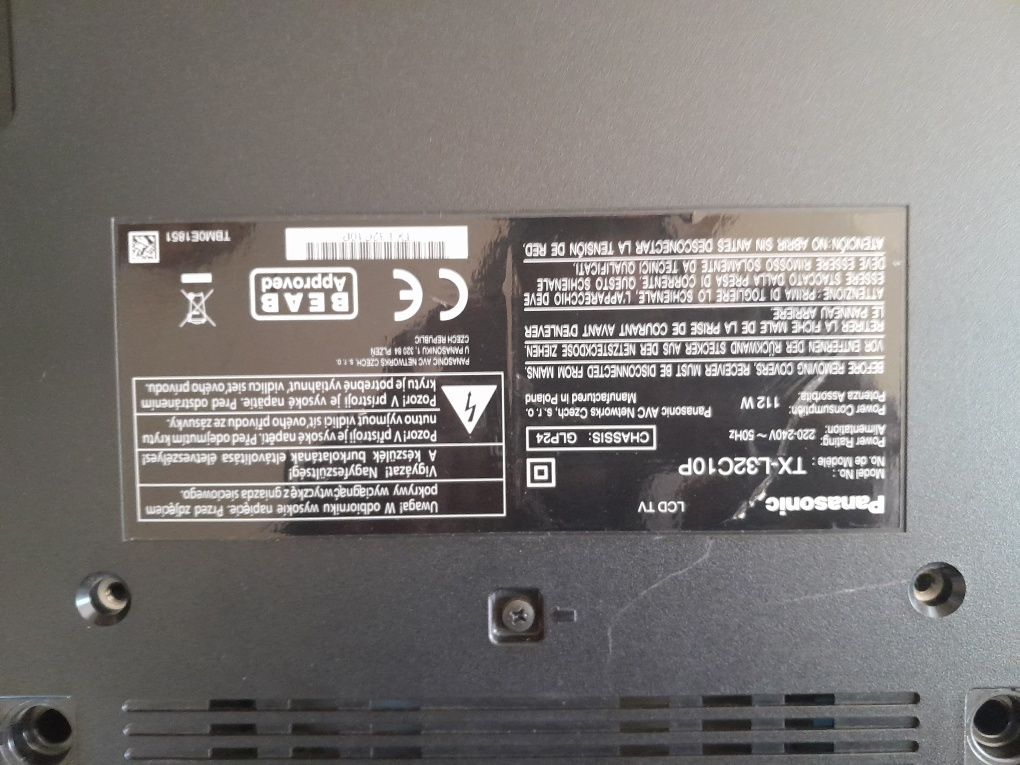 Panasonic
LCD TV
Model No.:
No. de Modèle :
TX-L32C10P
Power Rating:
Alimentation:
220-240V ~ 50Hz
CHASSIS: GLP24
Power Consumption:
Potenza Assorbita:
112 W
Panasonic AVC Networks Czech, s. r. o.
Manufactured in Poland
BEFORE REMOVING COVERS, RECEIVER MUST BE DISCONNECTED FROM MAINS.
VOR ENTFERNEN DER RÜCKWAND STECKER AUS DER NETZSTECKDOSE ZIEHEN.
RETIRER LA FICHE MALE DE LA PRISE DE COURANT AVANT D'ENLEVER
LE PANNEAU ARRIERE.
ATTENZIONE: PRIMA DI TOGLIERE LO SCHIENALE, L'APPARECCHIO DEVE
ESSERE STACCATO DALLA PRESA DI CORRENTE. QUESTO SCHIENALE
DEVE ESSERE RIMOSSO SOLAMENTE DA TECNICI QUALIFICATI.
ATENCIÓN: NO ABRIR SIN ANTES DESCONECTAR LA TENSIÓN DE RED.
Uwaga! W odbiorniku wysokie napięcie. Przed zdjęciem
pokrywy wyciągnąć wtyczkę z gniazda sieciowego.
Vigyázat! Nagyfeszültség!
A készülék burkolatának eltávolítása életveszélyes!
Pozor! V přístroji je vysoké napětí. Před odejmutím krytu
nutno vyjmout vidlici síť ového přívodu ze zásuvky.
Pozor! V prístroji je vysoké napätie. Pred odstránením
krytu je potrebné vytiahnuť vidlicu sieť ového prívodu.
PANASONIC AVC NETWORKS CZECH, s. r. o.
U PANASONIKU 1, 320 84 PLZEŇ
CZECH REPUBLIC
CE
BEAB
Approved
TX-L32C10P
TBM0E1851